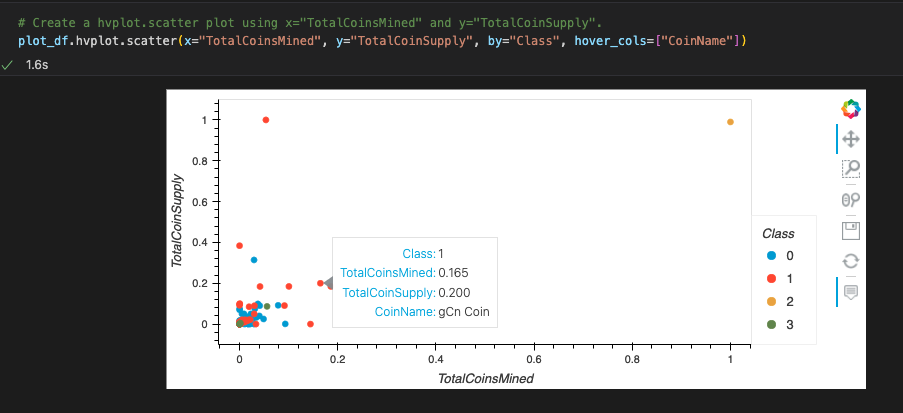 # Create a hvplot.scatter plot using x="TotalCoinsMined" and y="TotalCoinSupply".
plot_df.hvplot.scatter(x="TotalCoinsMined", y="TotalCoinSupply", by="Class", hover_cols=["CoinName"])
1.6s
TotalCoinSupply
1
0.8
0.6
0.4
0.2
0
Class: 1
TotalCoinsMined: 0.165
TotalCoinSupply: 0.200
CoinName: gCn Coin
0 0.2 0.4 0.6 0.8 1
TotalCoinsMined
Class
0
1
2
3